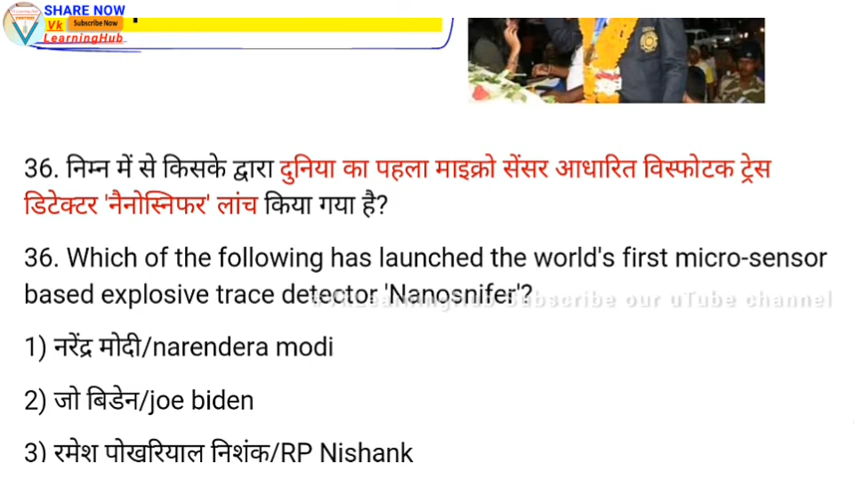 SHARE NOW
Vk Subscribe Now
LearningHub
36. निम्न में से किसके द्वारा दुनिया का पहला माइक्रो सेंसर आधारित विस्फोटक ट्रेस
डिटेक्टर 'नैनोस्निफर' लांच किया गया है?
36. Which of the following has launched the world's first micro-sensor
based explosive trace detector 'Nanosnifer'?
Subscribe our uTube channel
1) नरेंद्र मोदी/narendera modi
2) जो बिडेन/joe biden
3) रमेश पोखरियाल निशंक/RP Nishank